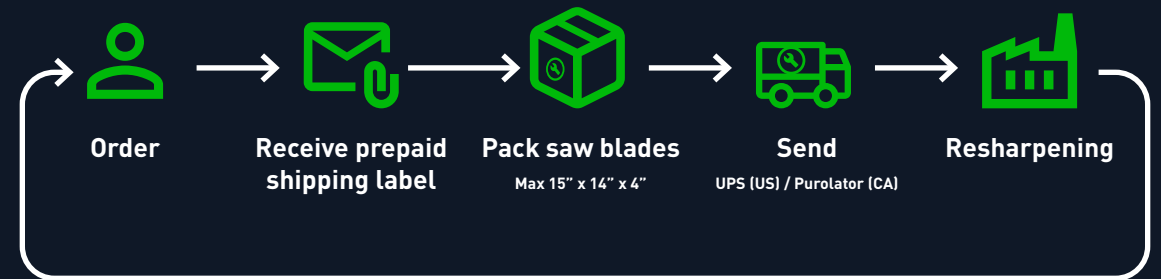 Order
Receive prepaid
shipping label
Pack saw blades
Max 15” x 14” x 4”
Send
UPS (US) / Purolator (CA)
Resharpening